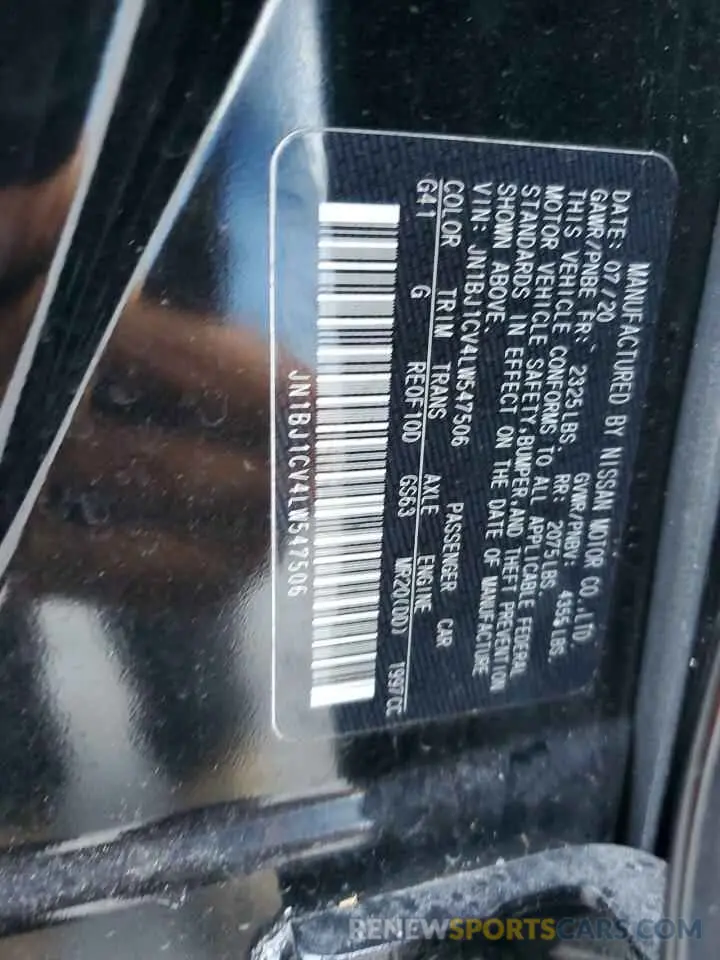 MANUFACTURED BY NISSAN MOTOR CO.,LTD.
DATE: 07/20 GVWR/PNBV: 4356LBS.
GAWR/PNBE FR: 2325LBS. RR: 2075LBS.
THIS VEHICLE CONFORMS TO ALL APPLICABLE FEDERAL
MOTOR VEHICLE SAFETY,BUMPER,AND THEFT PREVENTION
STANDARDS IN EFFECT ON THE DATE OF MANUFACTURE
SHOWN ABOVE.
VIN: JN1BJ1CV4LW547506 PASSENGER CAR
COLOR TRIM TRANS AXLE ENGINE
G41 G RE0F10D GS63 MR20(DD) 1997CC
JN1BJ1CV4LW547506
RENEWSPORTSCARS.COM